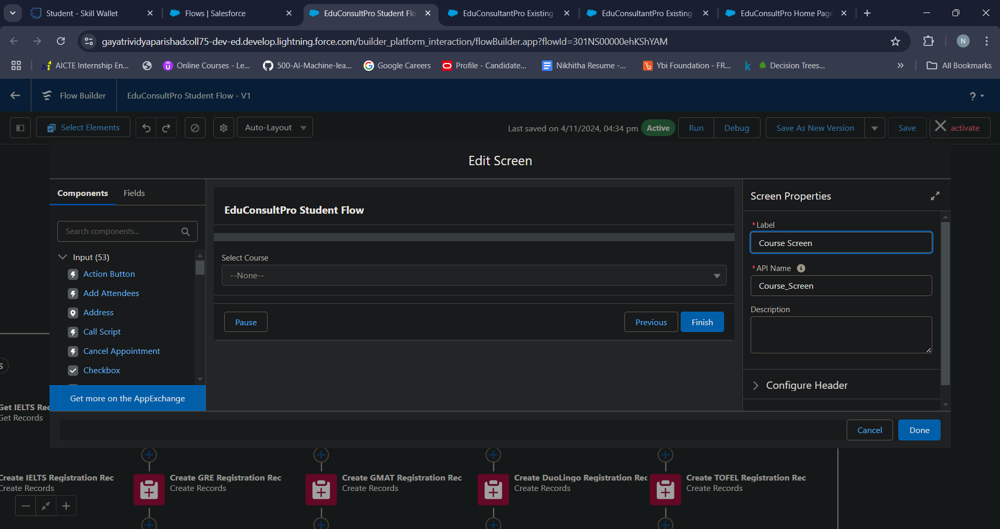 Student - Skill Wallet
Flows | Salesforce
EduConsultPro Student Flo
EduConsultantPro Existing
EduConsultantPro Existing
EduConsultPro Home Page
gayatrividyaparishadcoll75-dev-ed.develop.lightning.force.com/builder_platform_interaction/flowBuilder.app?flowId=301NS00000ehKShYAM
N
AICTE Internship En...
Online Courses - Le...
500-AI-Machine-lea...
Google Careers
Profile - Candidate...
Nikhitha Resume -...
Ybi Foundation - FR...
k
Decision Trees...
»
All Bookmarks
Flow Builder
EduConsultPro Student Flow - V1
?
Select Elements
Auto-Layout
Last saved on 4/11/2024, 04:34 pm
Active
Run
Debug
Save As New Version
Save
activate
Edit Screen
Components
Fields
Search components...
Input (53)
Action Button
Add Attendees
Address
Call Script
Cancel Appointment
Checkbox
Get more on the AppExchange
EduConsultPro Student Flow
Select Course
--None--
Pause
Previous
Finish
Screen Properties
*Label
Course Screen
*API Name
Course_Screen
Description
Configure Header
Cancel
Done
S
Get IELTS Rec
Get Records
Create IELTS Registration Rec
Create Records
Create GRE Registration Rec
Create Records
Create GMAT Registration Rec
Create Records
Create DuoLingo Registration Rec
Create Records
Create TOFEL Registration Rec
Create Records